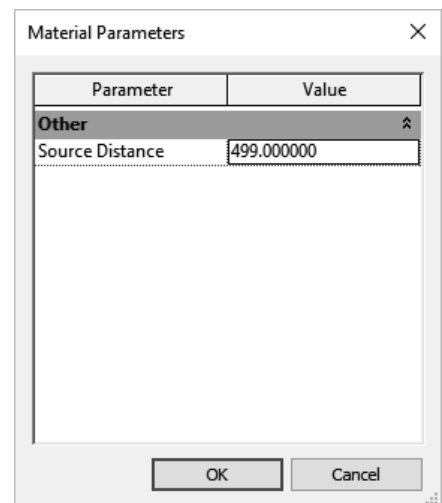 Material Parameters
Parameter Value
Other
Source Distance 499.000000
OK Cancel